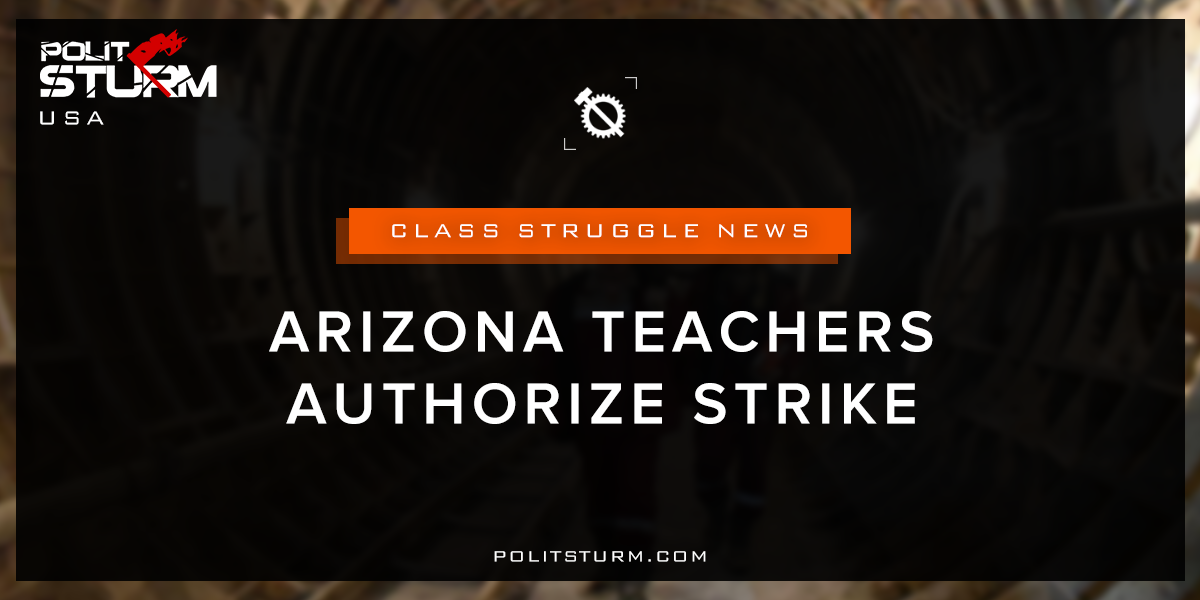 POLIT
STURM
USA
CLASS STRUGGLE NEWS
ARIZONA TEACHERS
AUTHORIZE STRIKE
POLITSTURM.COM